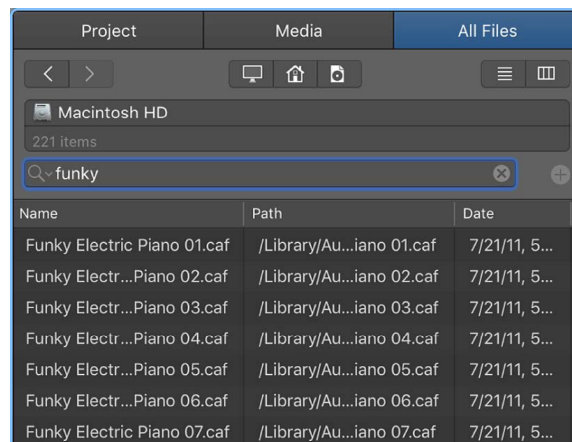 Project Media All Files
Macintosh HD
221 items
funky
Name Path Date
Funky Electric Piano 01.caf /Library/Au...iano 01.caf 7/21/11, 5...
Funky Electr...Piano 02.caf /Library/Au...iano 02.caf 7/21/11, 5...
Funky Electr...Piano 03.caf /Library/Au...iano 03.caf 7/21/11, 5...
Funky Electr...Piano 04.caf /Library/Au...iano 04.caf 7/21/11, 5...
Funky Electr...Piano 05.caf /Library/Au...iano 05.caf 7/21/11, 5...
Funky Electr...Piano 06.caf /Library/Au...iano 06.caf 7/21/11, 5...
Funky Electric Piano 07.caf /Library/Au...iano 07.caf 7/21/11, 5...